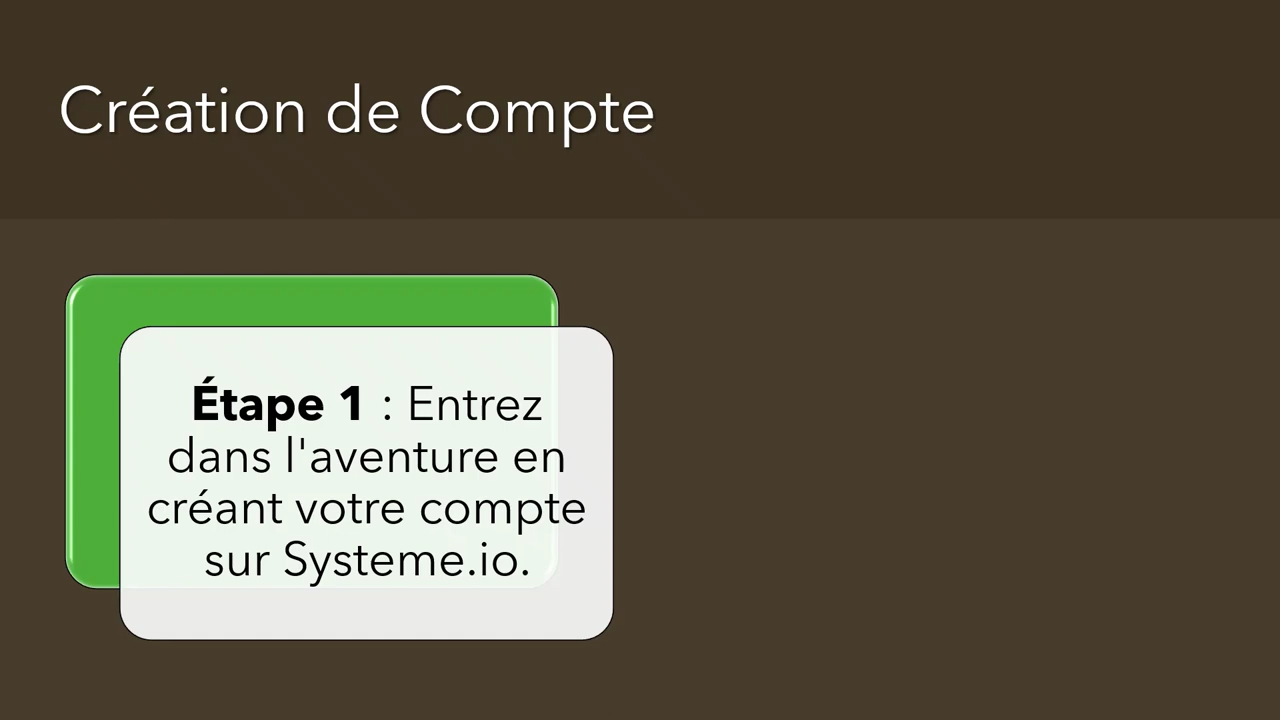 Création de Compte
Étape 1 : Entrez
dans l'aventure en
créant votre compte
sur Systeme.io.